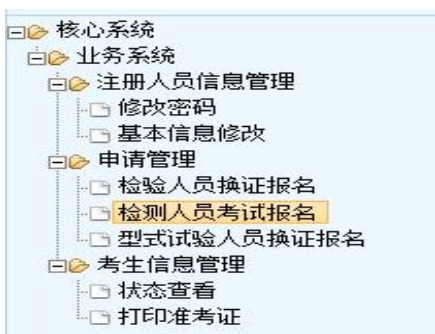 核心系统
业务系统
注册人员信息管理
修改密码
基本信息修改
申请管理
检验人员换证报名
检测人员考试报名
型式试验人员换证报名
考生信息管理
状态查看
打印准考证